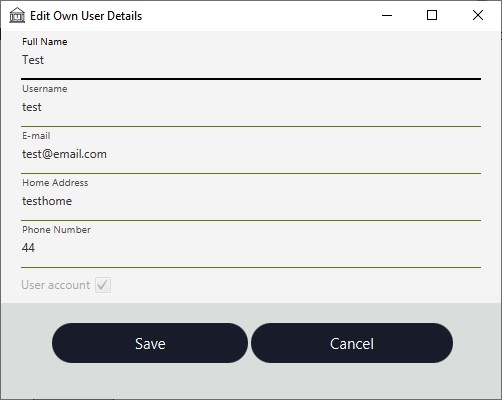 Edit Own User Details
Full Name
Test
Username
test
E-mail
test@email.com
Home Address
testhome
Phone Number
44
User account
Save Cancel